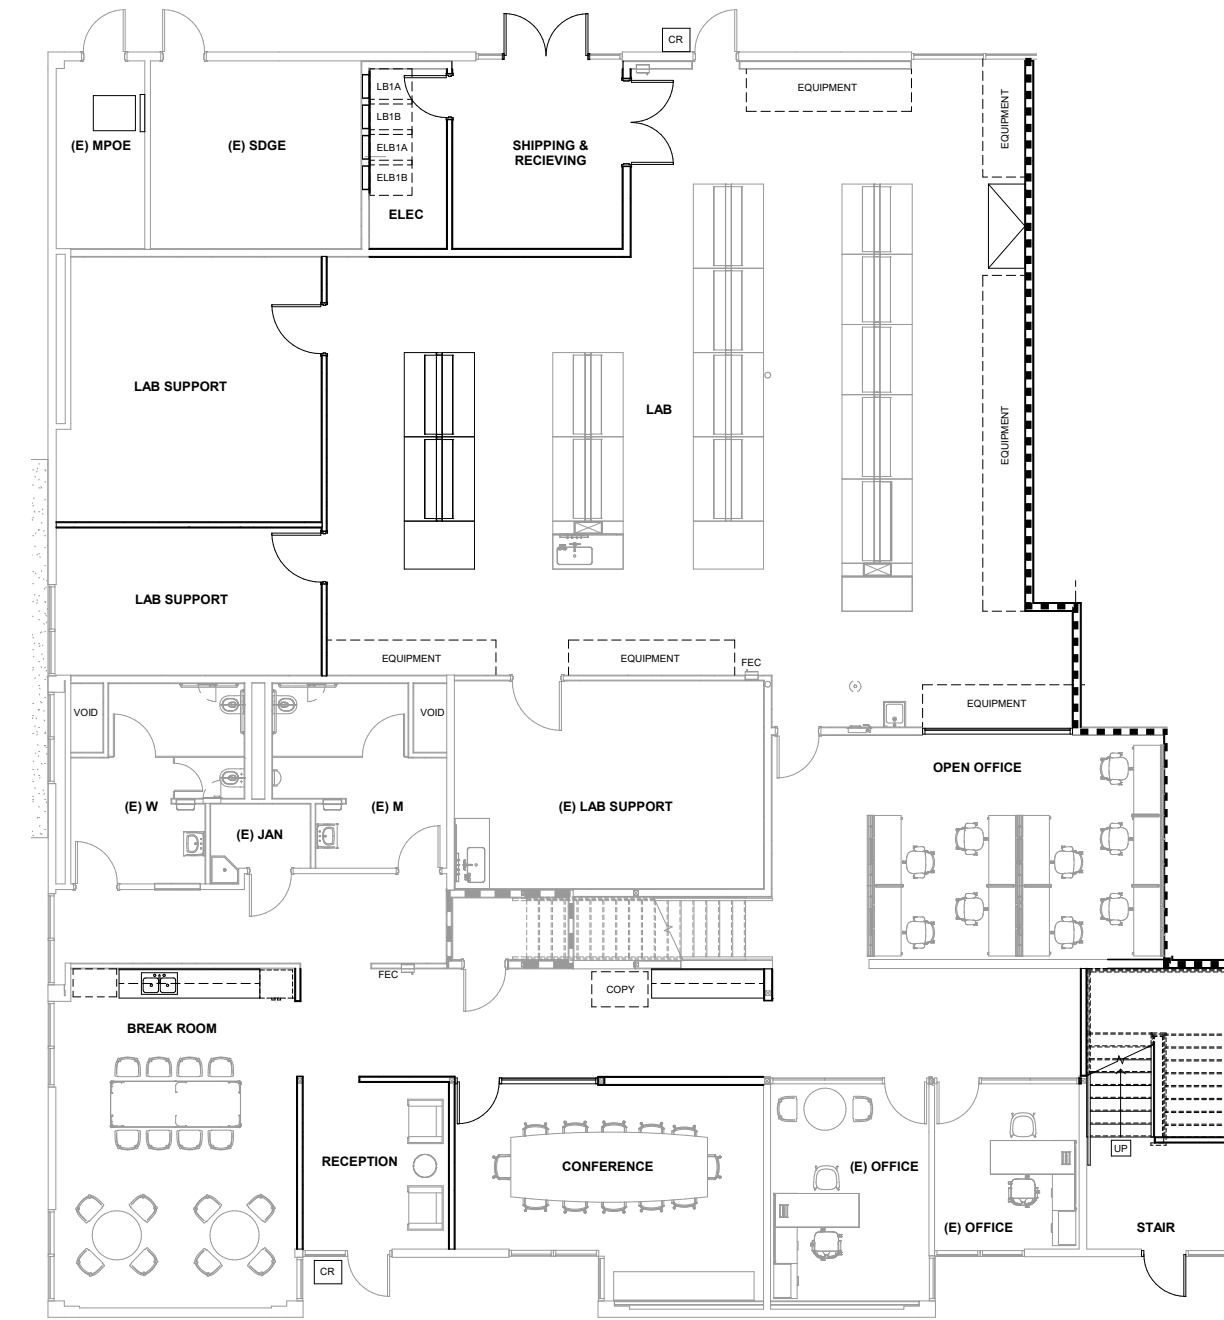 CR
LB1A
EQUIPMENT
LB1B
EQUIPMENT
(E) MPOE
(E) SDGE
ELB1A
SHIPPING &
RECIEVING
ELB1B
ELEC
LAB SUPPORT
LAB
EQUIPMENT
LAB SUPPORT
EQUIPMENT
EQUIPMENT
FEC
VOID
VOID
EQUIPMENT
OPEN OFFICE
(E) W
(E) M
(E) LAB SUPPORT
(E) JAN
FEC
COPY
BREAK ROOM
UP
RECEPTION
CONFERENCE
(E) OFFICE
(E) OFFICE
STAIR
CR